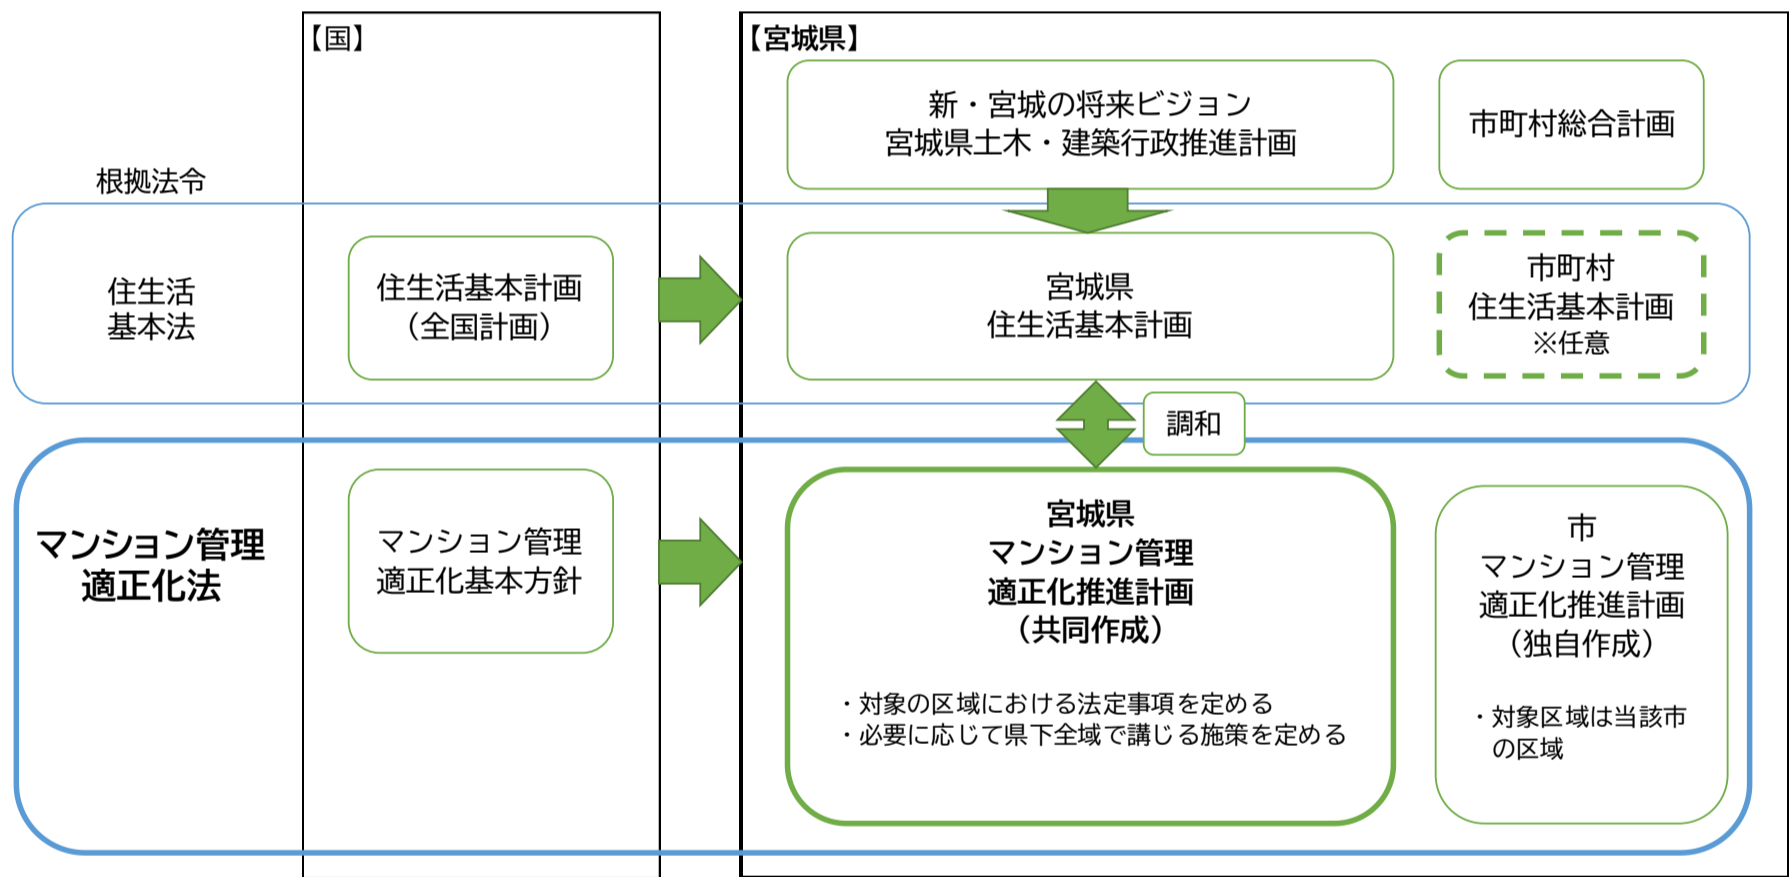 【国】
【宮城県】
新・宮城の将来ビジョン
宮城県土木・建築行政推進計画
市町村総合計画
根拠法令
住生活
基本法
住生活基本計画
（全国計画）
宮城県
住生活基本計画
市町村
住生活基本計画
※任意
調和
マンション管理
適正化法
マンション管理
適正化基本方針
宮城県
マンション管理
適正化推進計画
（共同作成）
・対象の区域における法定事項を定める
・必要に応じて県下全域で講じる施策を定める
市
マンション管理
適正化推進計画
（独自作成）
・対象区域は当該市
の区域